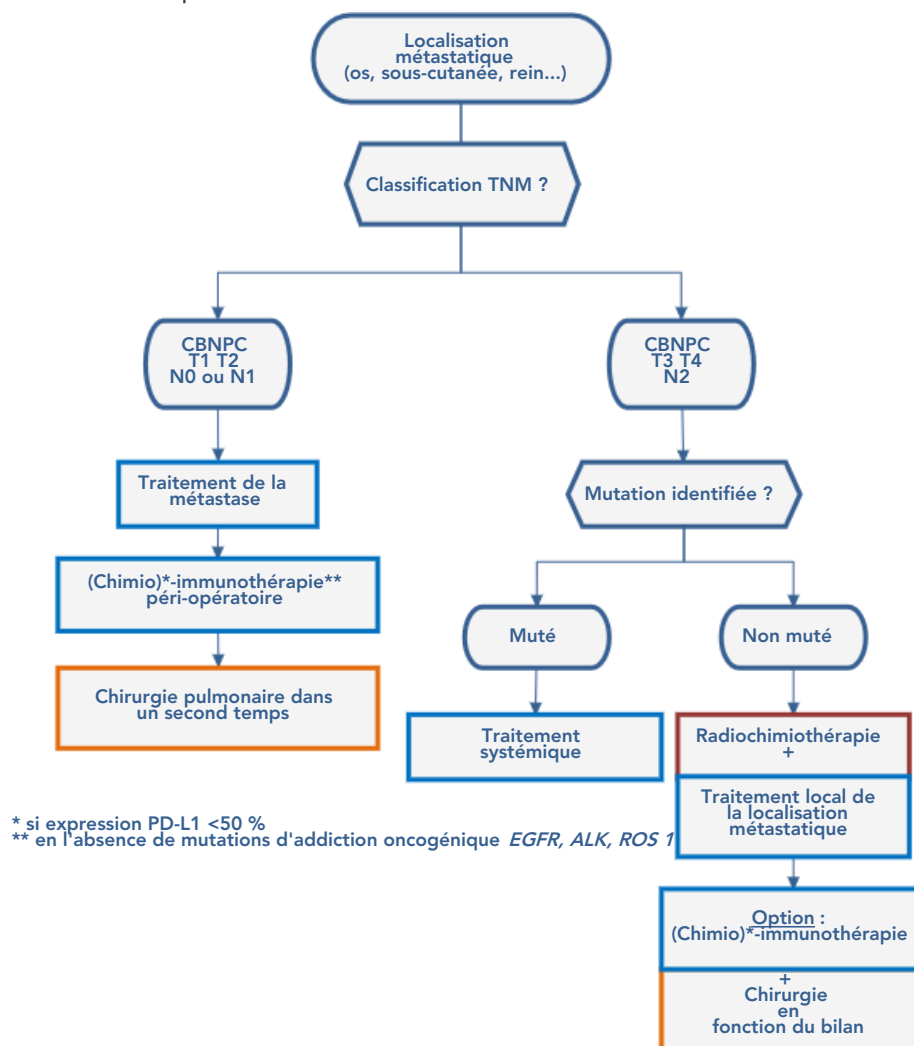 Localisation
métastatique
(os, sous-cutanée, rein...)
Classification TNM ?
CBNPC
T1 T2
N0 ou N1
CBNPC
T3 T4
N2
Traitement de la
métastase
Mutation identifiée ?
(Chimio)*-immunothérapie**
péri-opératoire
Muté
Non muté
Chirurgie pulmonaire dans
un second temps
Traitement
systémique
Radiochimiothérapie
+
Traitement local de
la localisation
métastatique
* si expression PD-L1 <50 %
** en l'absence de mutations d'addiction oncogénique EGFR, ALK, ROS 1
Option :
(Chimio)*-immunothérapie
+
Chirurgie
en
fonction du bilan